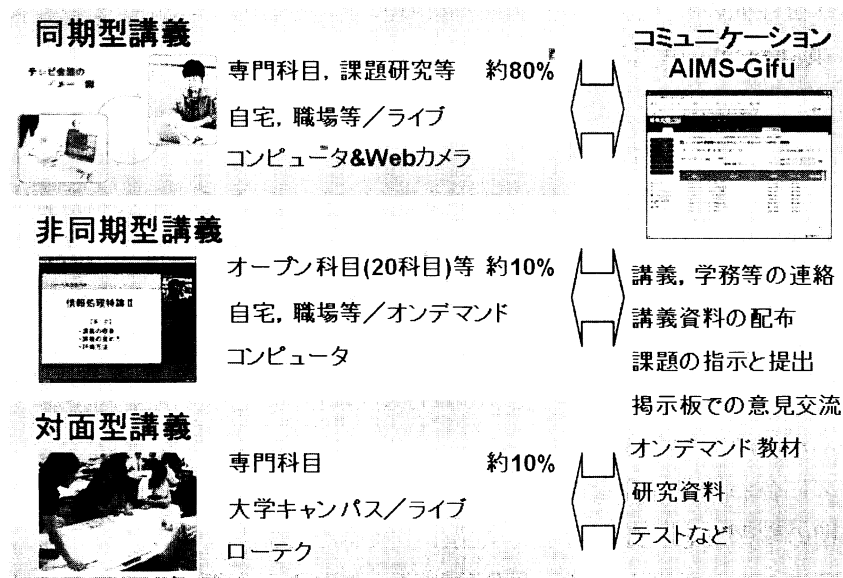 同期型講義
専門科目，課題研究等　約80%
自宅，職場等／ライブ
コンピュータ&Webカメラ
非同期型講義
情報処理特論Ⅱ
オープン科目(20科目)等　約10%
自宅，職場等／オンデマンド
コンピュータ
対面型講義
専門科目　約10%
大学キャンパス／ライブ
ローテク
コミュニケーション
AIMS-Gifu
講義，学務等の連絡
講義資料の配布
課題の指示と提出
掲示板での意見交流
オンデマンド教材
研究資料
テストなど